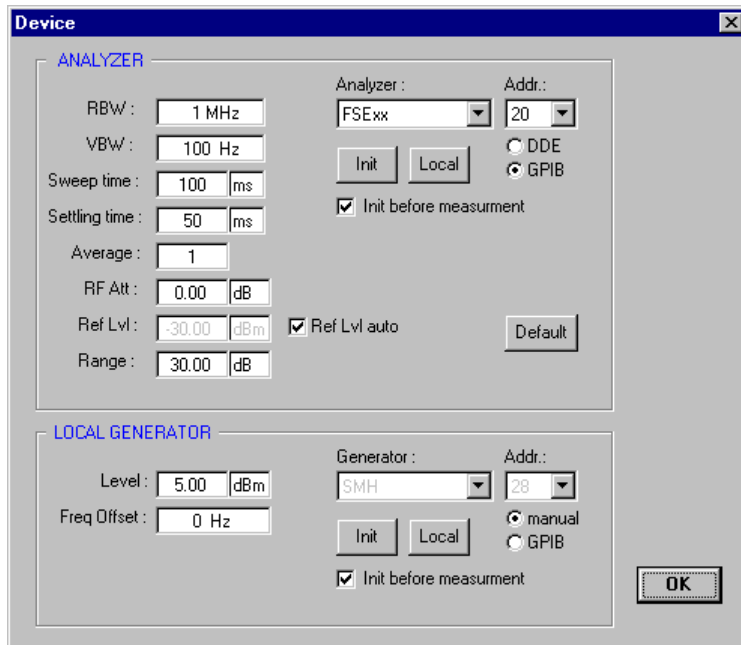 Device
ANALYZER
RBW :
1 MHz
VBW :
100 Hz
Sweep time :
100 ms
Settling time :
50 ms
Average :
1
RF Att :
0.00 dB
Ref Lvl :
-30.00 dBm
Ref Lvl auto
Range :
30.00 dB
Analyzer :
FSExx
Addr.:
20
DDE
GPIB
Init
Local
Init before measurment
Default
LOCAL GENERATOR
Level :
5.00 dBm
Freq Offset :
0 Hz
Generator :
SMH
Addr.:
28
manual
GPIB
Init
Local
Init before measurment
OK